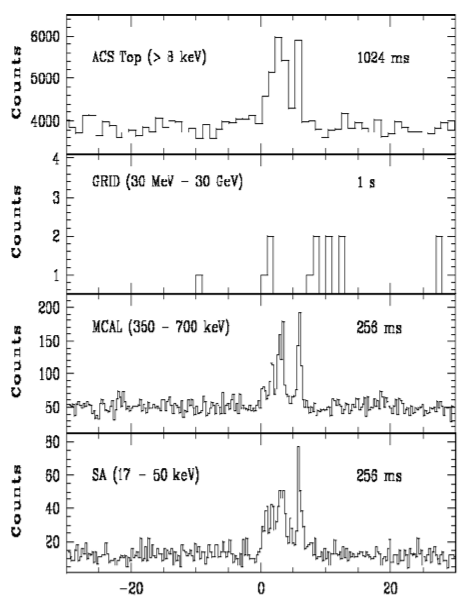 6000
5000
4000
Counts
ACS Top (> 8 keV)
1024 ms
4
3
2
1
Counts
GRID (30 MeV - 30 GeV)
1 s
200
150
100
50
Counts
MCAL (350 - 700 keV)
256 ms
80
60
40
20
Counts
SA (17 - 50 keV)
256 ms
-20
0
20